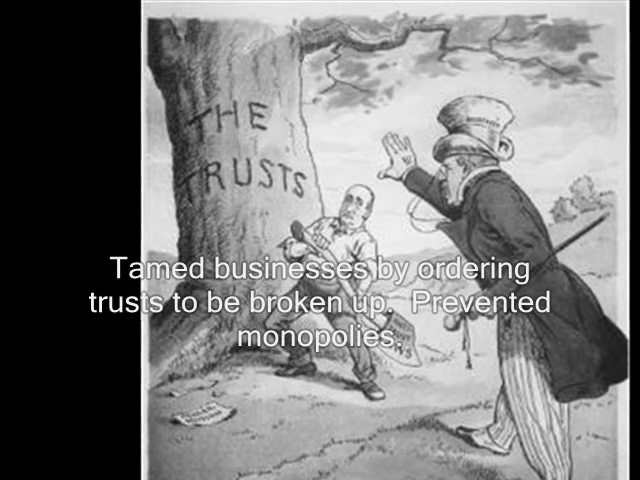 THE
TRUSTS
Tamed businesses by ordering
trusts to be broken up. Prevented
monopolies.